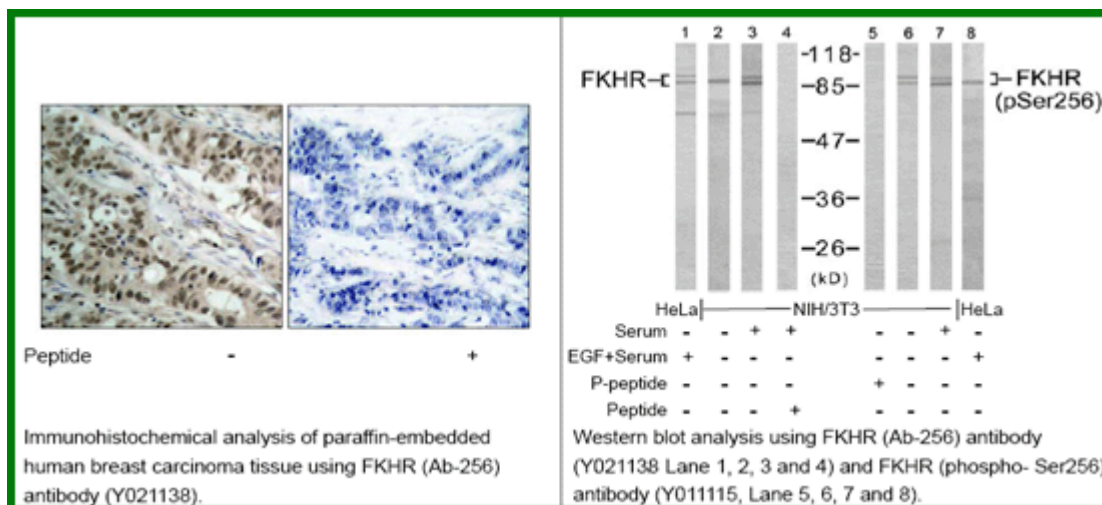 Peptide - +
Immunohistochemical analysis of paraffin-embedded
human breast carcinoma tissue using FKHR (Ab-256)
antibody (Y021138).
1 2 3 4 5 6 7 8
-118-
FKHR
-85-
FKHR
(pSer256)
-47-
-36-
-26-
(kD)
HeLa NIH/3T3 HeLa
Serum - - + + - - + -
EGF+Serum + - - - - - - +
P-peptide - - - - + - - -
Peptide - - - + - - - -
Western blot analysis using FKHR (Ab-256) antibody
(Y021138 Lane 1, 2, 3 and 4) and FKHR (phospho- Ser256)
antibody (Y011115, Lane 5, 6, 7 and 8).